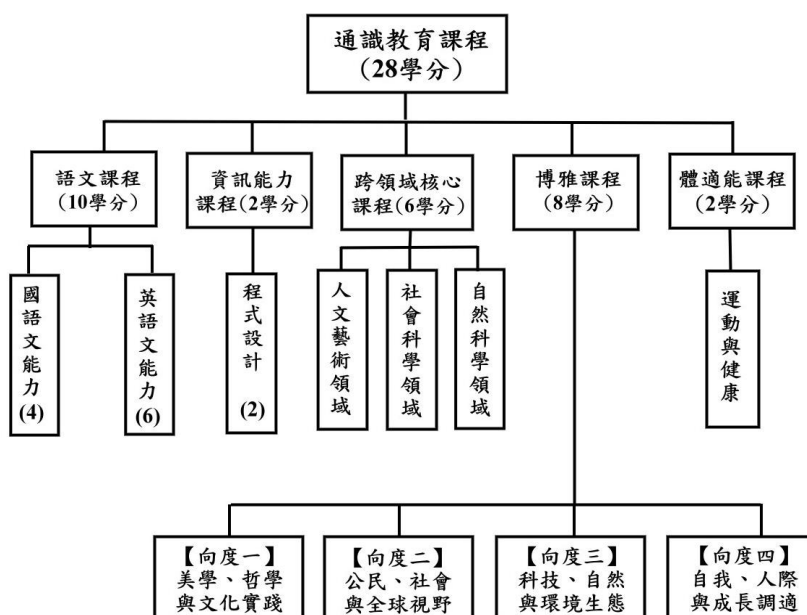 通識教育課程
(28學分)
語文課程
(10學分)
資訊能力
課程(2學分)
跨領域核心
課程(6學分)
博雅課程
(8學分)
體適能課程
(2學分)
國語文能力
(4)
英語文能力
(6)
程式設計
(2)
人文藝術領域
社會科學領域
自然科學領域
運動與健康
【向度一】
美學、哲學
與文化實踐
【向度二】
公民、社會
與全球視野
【向度三】
科技、自然
與環境生態
【向度四】
自我、人際
與成長調適